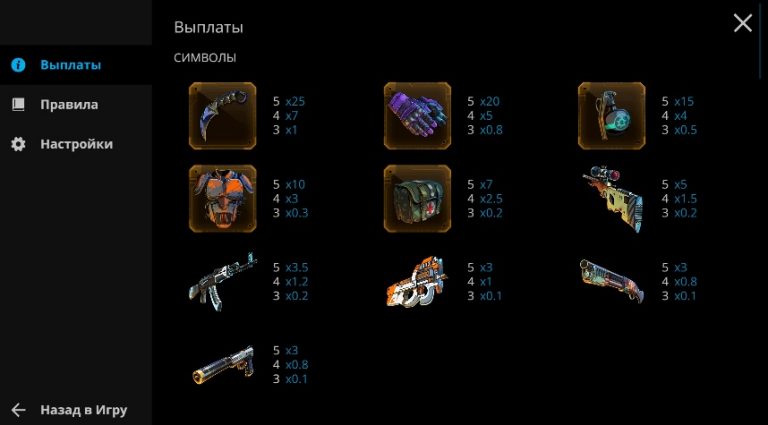 Выплаты
СИМВОЛЫ
Выплаты
Правила
Настройки
Назад в Игру
5 x25
4 x7
3 x1
5 x20
4 x5
3 x0.8
5 x15
4 x4
3 x0.5
5 x10
4 x3
3 x0.3
5 x7
4 x2.5
3 x0.2
5 x5
4 x1.5
3 x0.2
5 x3.5
4 x1.2
3 x0.2
5 x3
4 x1
3 x0.1
5 x3
4 x0.8
3 x0.1
5 x3
4 x0.8
3 x0.1